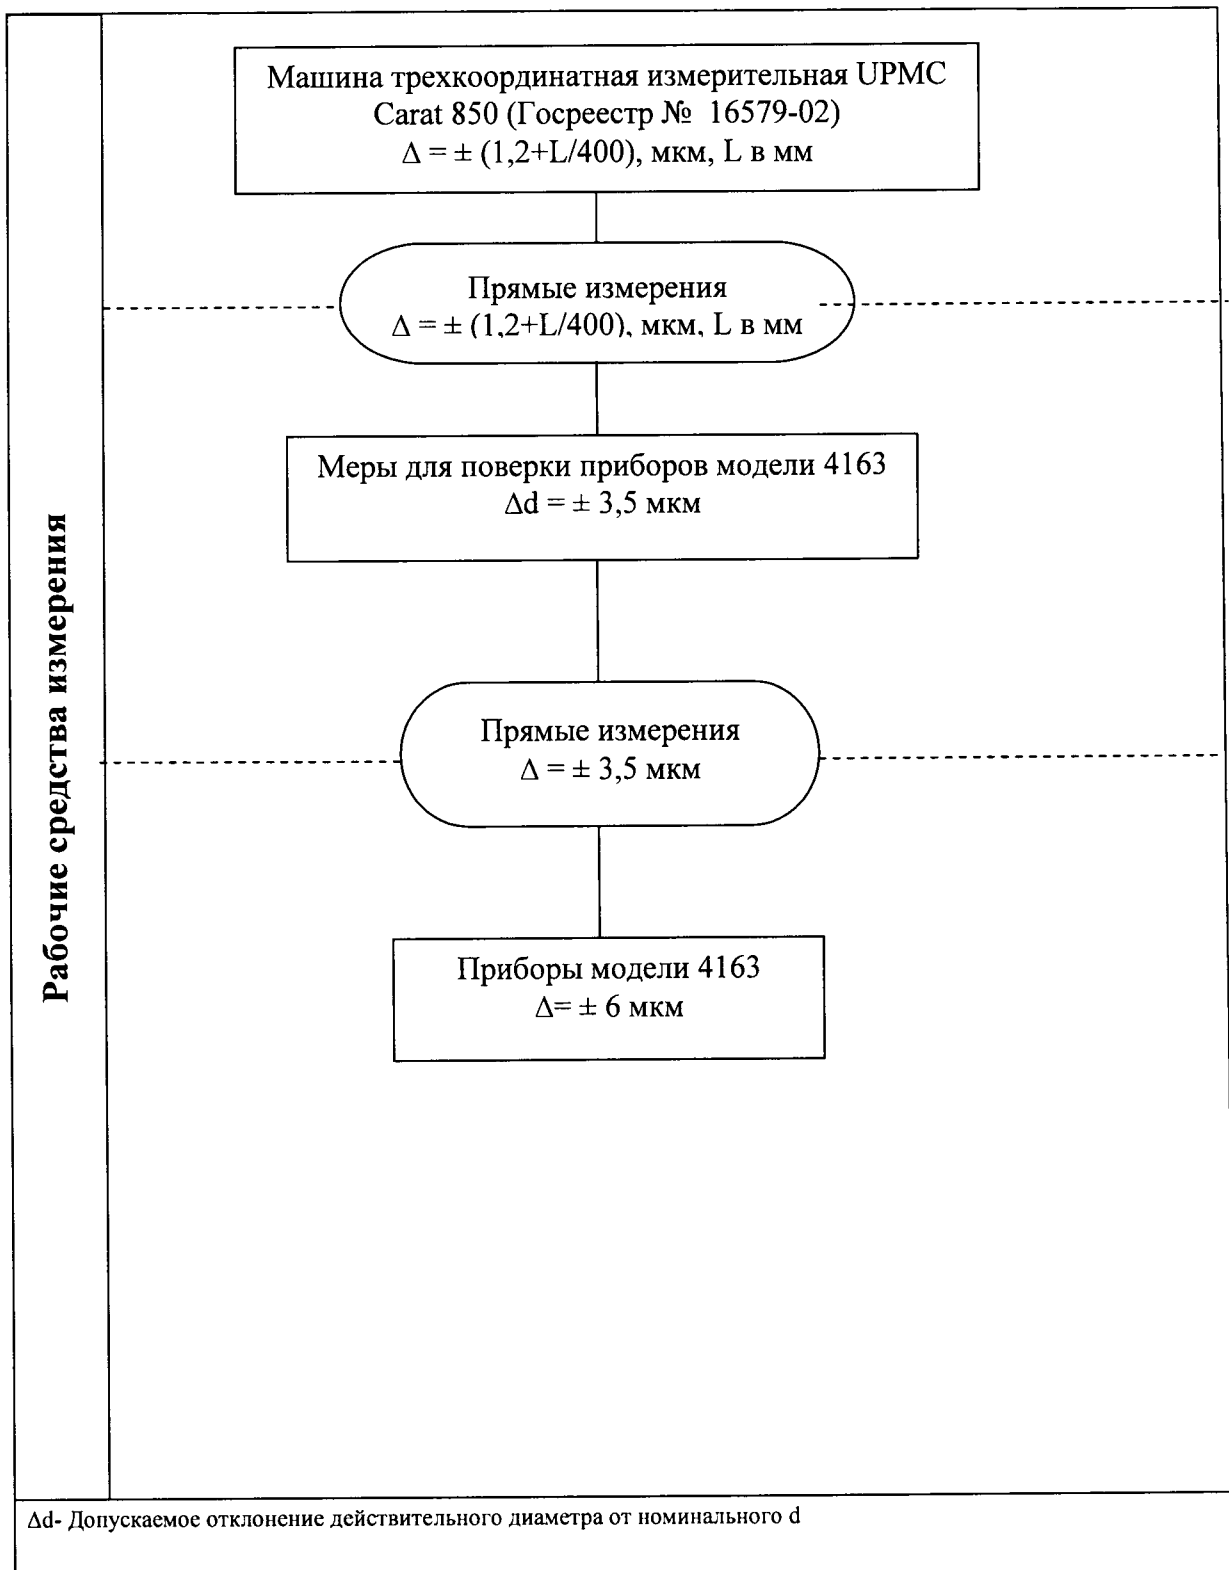 Машина трехкоординатная измерительная UPMC
Carat 850 (Госреестр № 16579-02)
Δ = ± (1,2+L/400), мкм, L в мм
Прямые измерения
Δ = ± (1,2+L/400), мкм, L в мм
Меры для поверки приборов модели 4163
Δd = ± 3,5 мкм
Рабочие средства измерения
Прямые измерения
Δ = ± 3,5 мкм
Приборы модели 4163
Δ= ± 6 мкм
Δd- Допускаемое отклонение действительного диаметра от номинального d